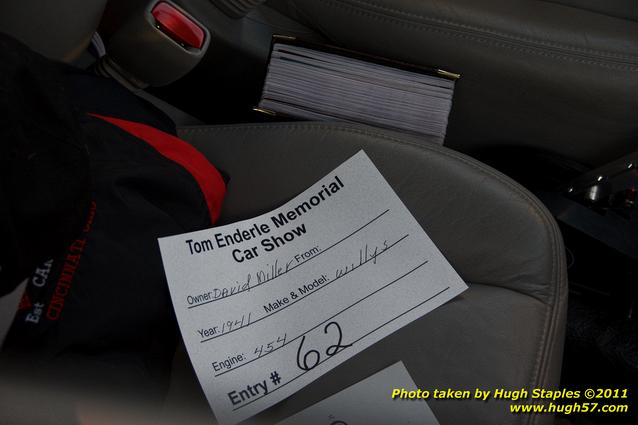 Tom Enderle Memorial
Car Show
Owner: David Miller From:
Year: 1941 Make & Model: Willys
Engine: 454
Entry # 62
Est
CINCINNATI
Photo taken by Hugh Staples ©2011
www.hugh57.com